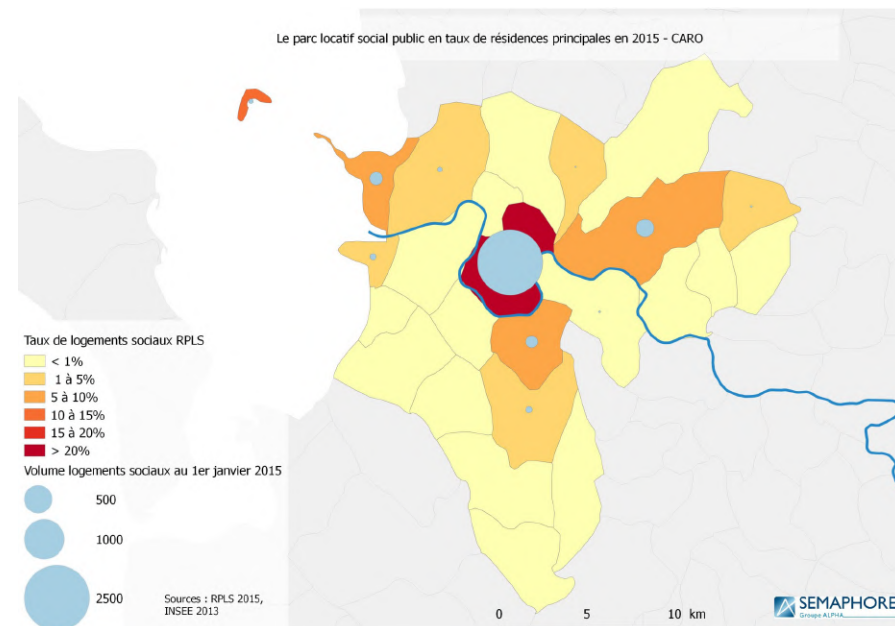 Le parc locatif social public en taux de résidences principales en 2015 - CARO
Taux de logements sociaux RPLS
< 1%
1 à 5%
5 à 10%
10 à 15%
15 à 20%
> 20%
Volume logements sociaux au 1er janvier 2015
500
1000
2500
Sources : RPLS 2015,
INSEE 2013
0 5 10 km
SEMAPHORES
Groupe ALPHA